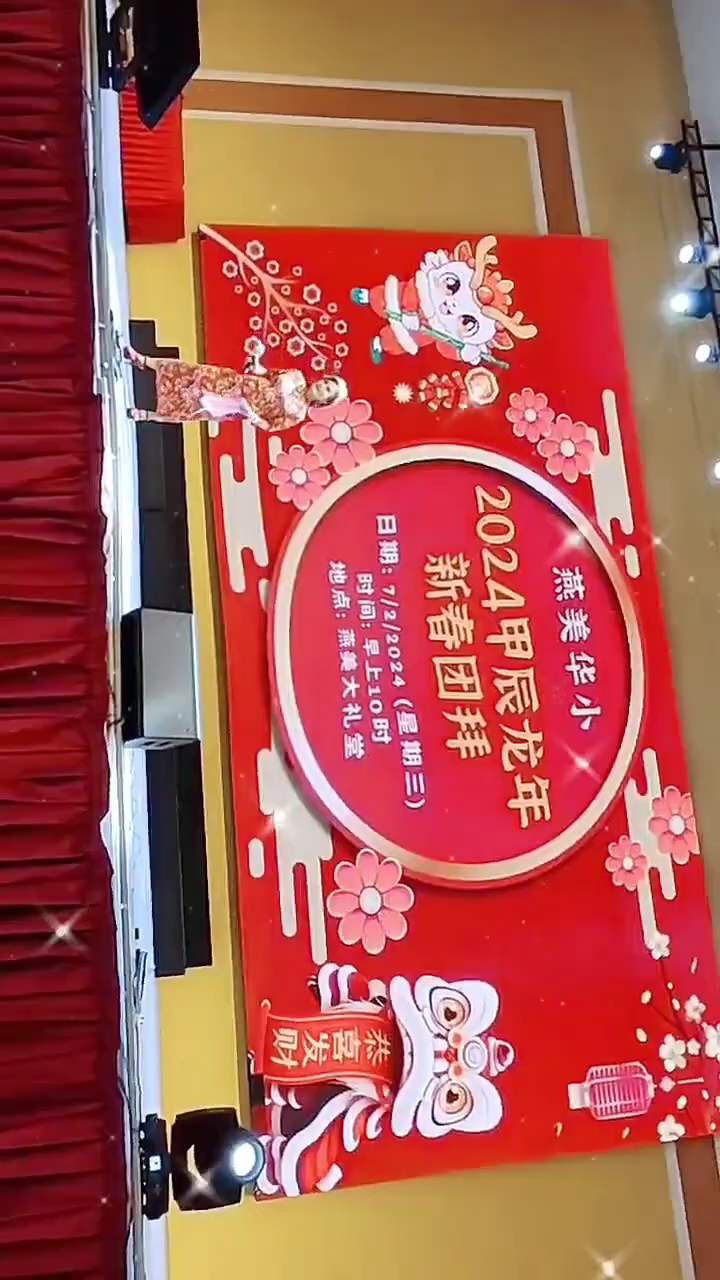 燕美华小
2024甲辰龙年
新春团拜
日期: 7/2/2024 (星期三)
时间: 早上10时
地点: 燕美大礼堂
恭喜发财